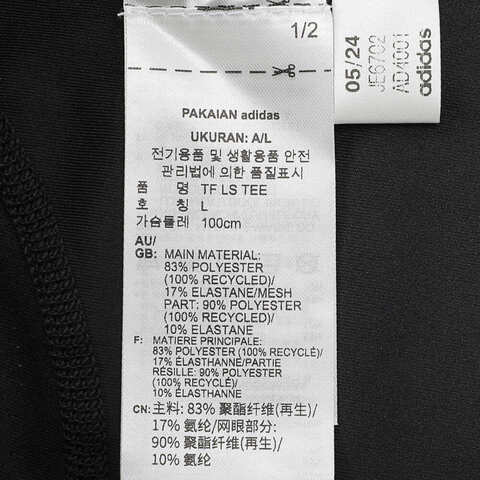 1/2
05/24
JE6702
AD4001
adidas
PAKAIAN adidas
UKURAN: A/L
전기용품 및 생활용품 안전
관리법에 의한 품질표시
품 명 TF LS TEE
호 칭 L
가슴둘레 100cm
AU/
GB: MAIN MATERIAL:
83% POLYESTER
(100% RECYCLED)/
17% ELASTANE/MESH
PART: 90% POLYESTER
(100% RECYCLED)/
10% ELASTANE
F: MATIERE PRINCIPALE:
83% POLYESTER (100% RECYCLÉ)/
17% ÉLASTHANNE/PARTIE
RÉSILLE: 90% POLYESTER
(100% RECYCLÉ)/
10% ÉLASTHANNE
CN: 主料: 83% 聚酯纤维(再生)/
17% 氨纶/网眼部分:
90% 聚酯纤维(再生)/
10% 氨纶